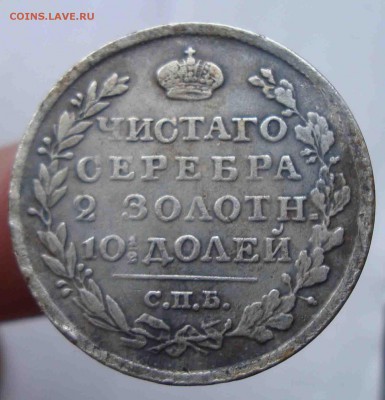 COINS.LAVE.RU
ЧИСТАГО
СЕРЕБРА
2 ЗОЛОТН.
10½ ДОЛЕЙ
С.П.Б.